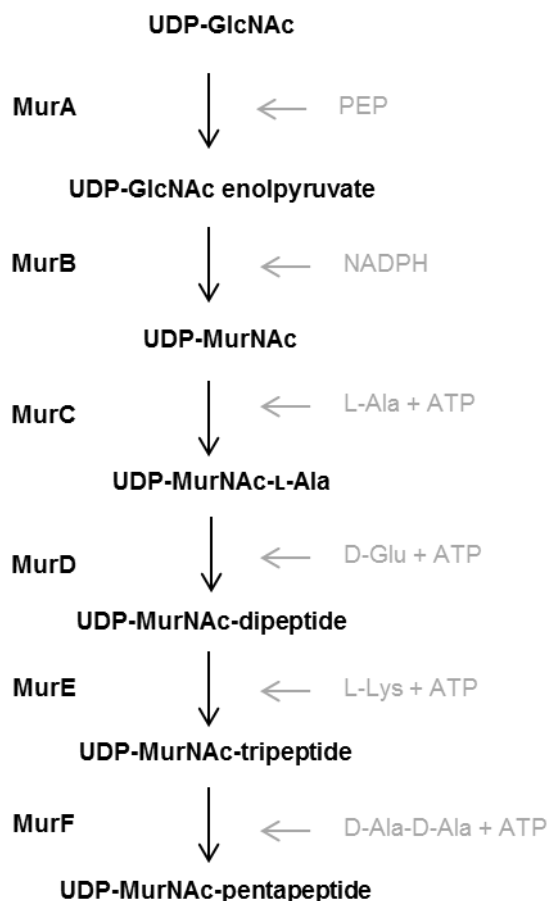 UDP-GlcNAc
MurA
PEP
UDP-GlcNAc enolpyruvate
MurB
NADPH
UDP-MurNAc
MurC
L-Ala + ATP
UDP-MurNAc-ʟ-Ala
MurD
D-Glu + ATP
UDP-MurNAc-dipeptide
MurE
L-Lys + ATP
UDP-MurNAc-tripeptide
MurF
D-Ala-D-Ala + ATP
UDP-MurNAc-pentapeptide